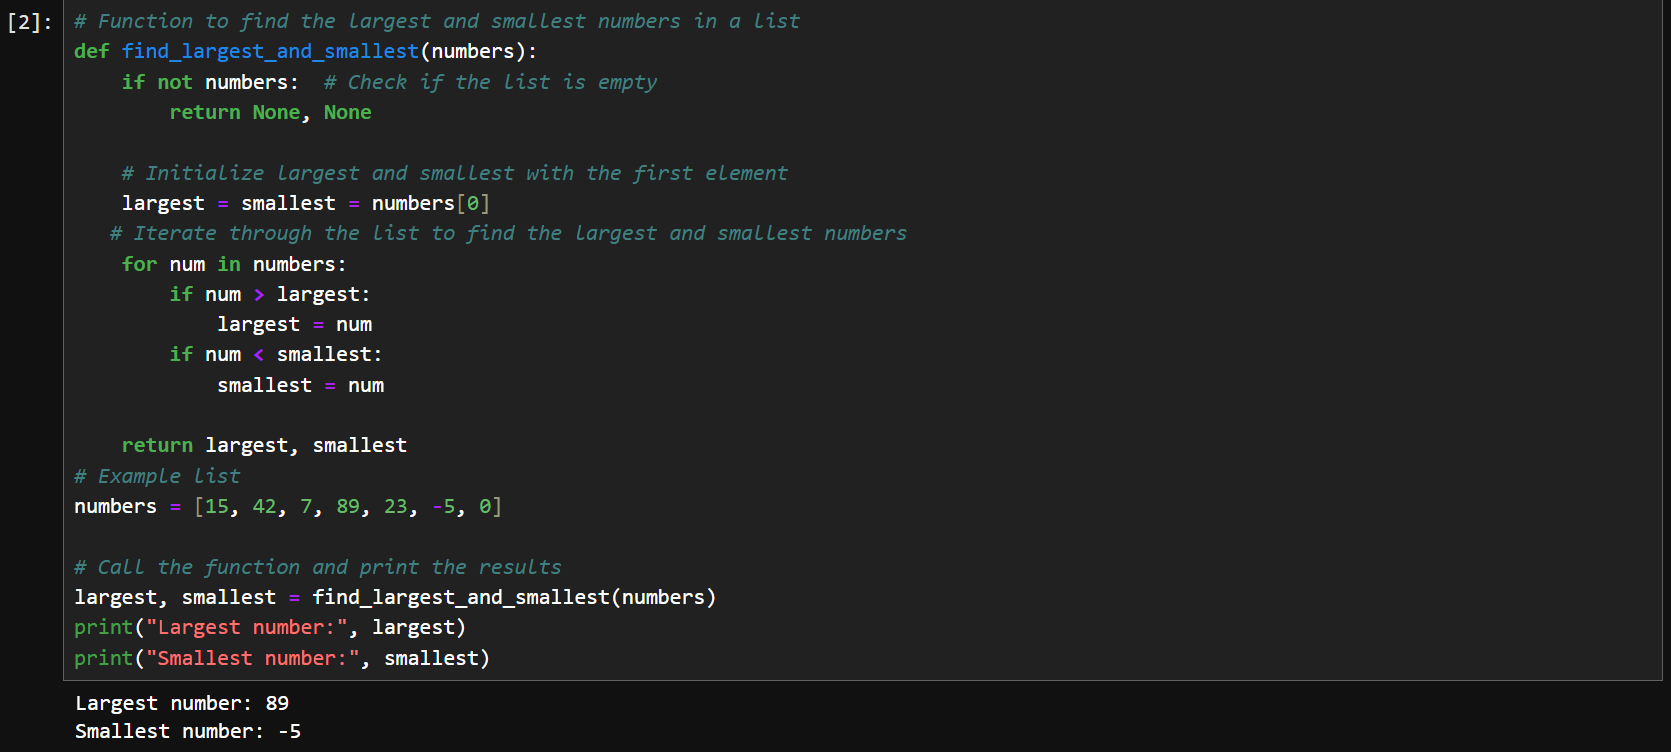 [2]:
# Function to find the largest and smallest numbers in a list
def find_largest_and_smallest(numbers):
    if not numbers:  # Check if the list is empty
        return None, None

    # Initialize largest and smallest with the first element
    largest = smallest = numbers[0]
   # Iterate through the list to find the largest and smallest numbers
    for num in numbers:
        if num > largest:
            largest = num
        if num < smallest:
            smallest = num

    return largest, smallest
# Example list
numbers = [15, 42, 7, 89, 23, -5, 0]

# Call the function and print the results
largest, smallest = find_largest_and_smallest(numbers)
print("Largest number:", largest)
print("Smallest number:", smallest)
Largest number: 89
Smallest number: -5